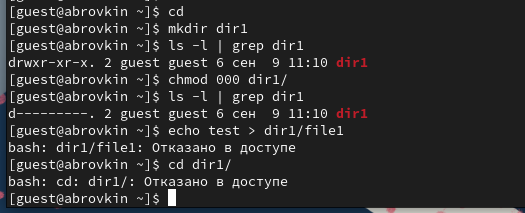 [guest@abrovkin ~]$ cd
[guest@abrovkin ~]$ mkdir dir1
[guest@abrovkin ~]$ ls -l | grep dir1
drwxr-xr-x. 2 guest guest 6 сен  9 11:10 dir1
[guest@abrovkin ~]$ chmod 000 dir1/
[guest@abrovkin ~]$ ls -l | grep dir1
d---------. 2 guest guest 6 сен  9 11:10 dir1
[guest@abrovkin ~]$ echo test > dir1/file1
bash: dir1/file1: Отказано в доступе
[guest@abrovkin ~]$ cd dir1/
bash: cd: dir1/: Отказано в доступе
[guest@abrovkin ~]$